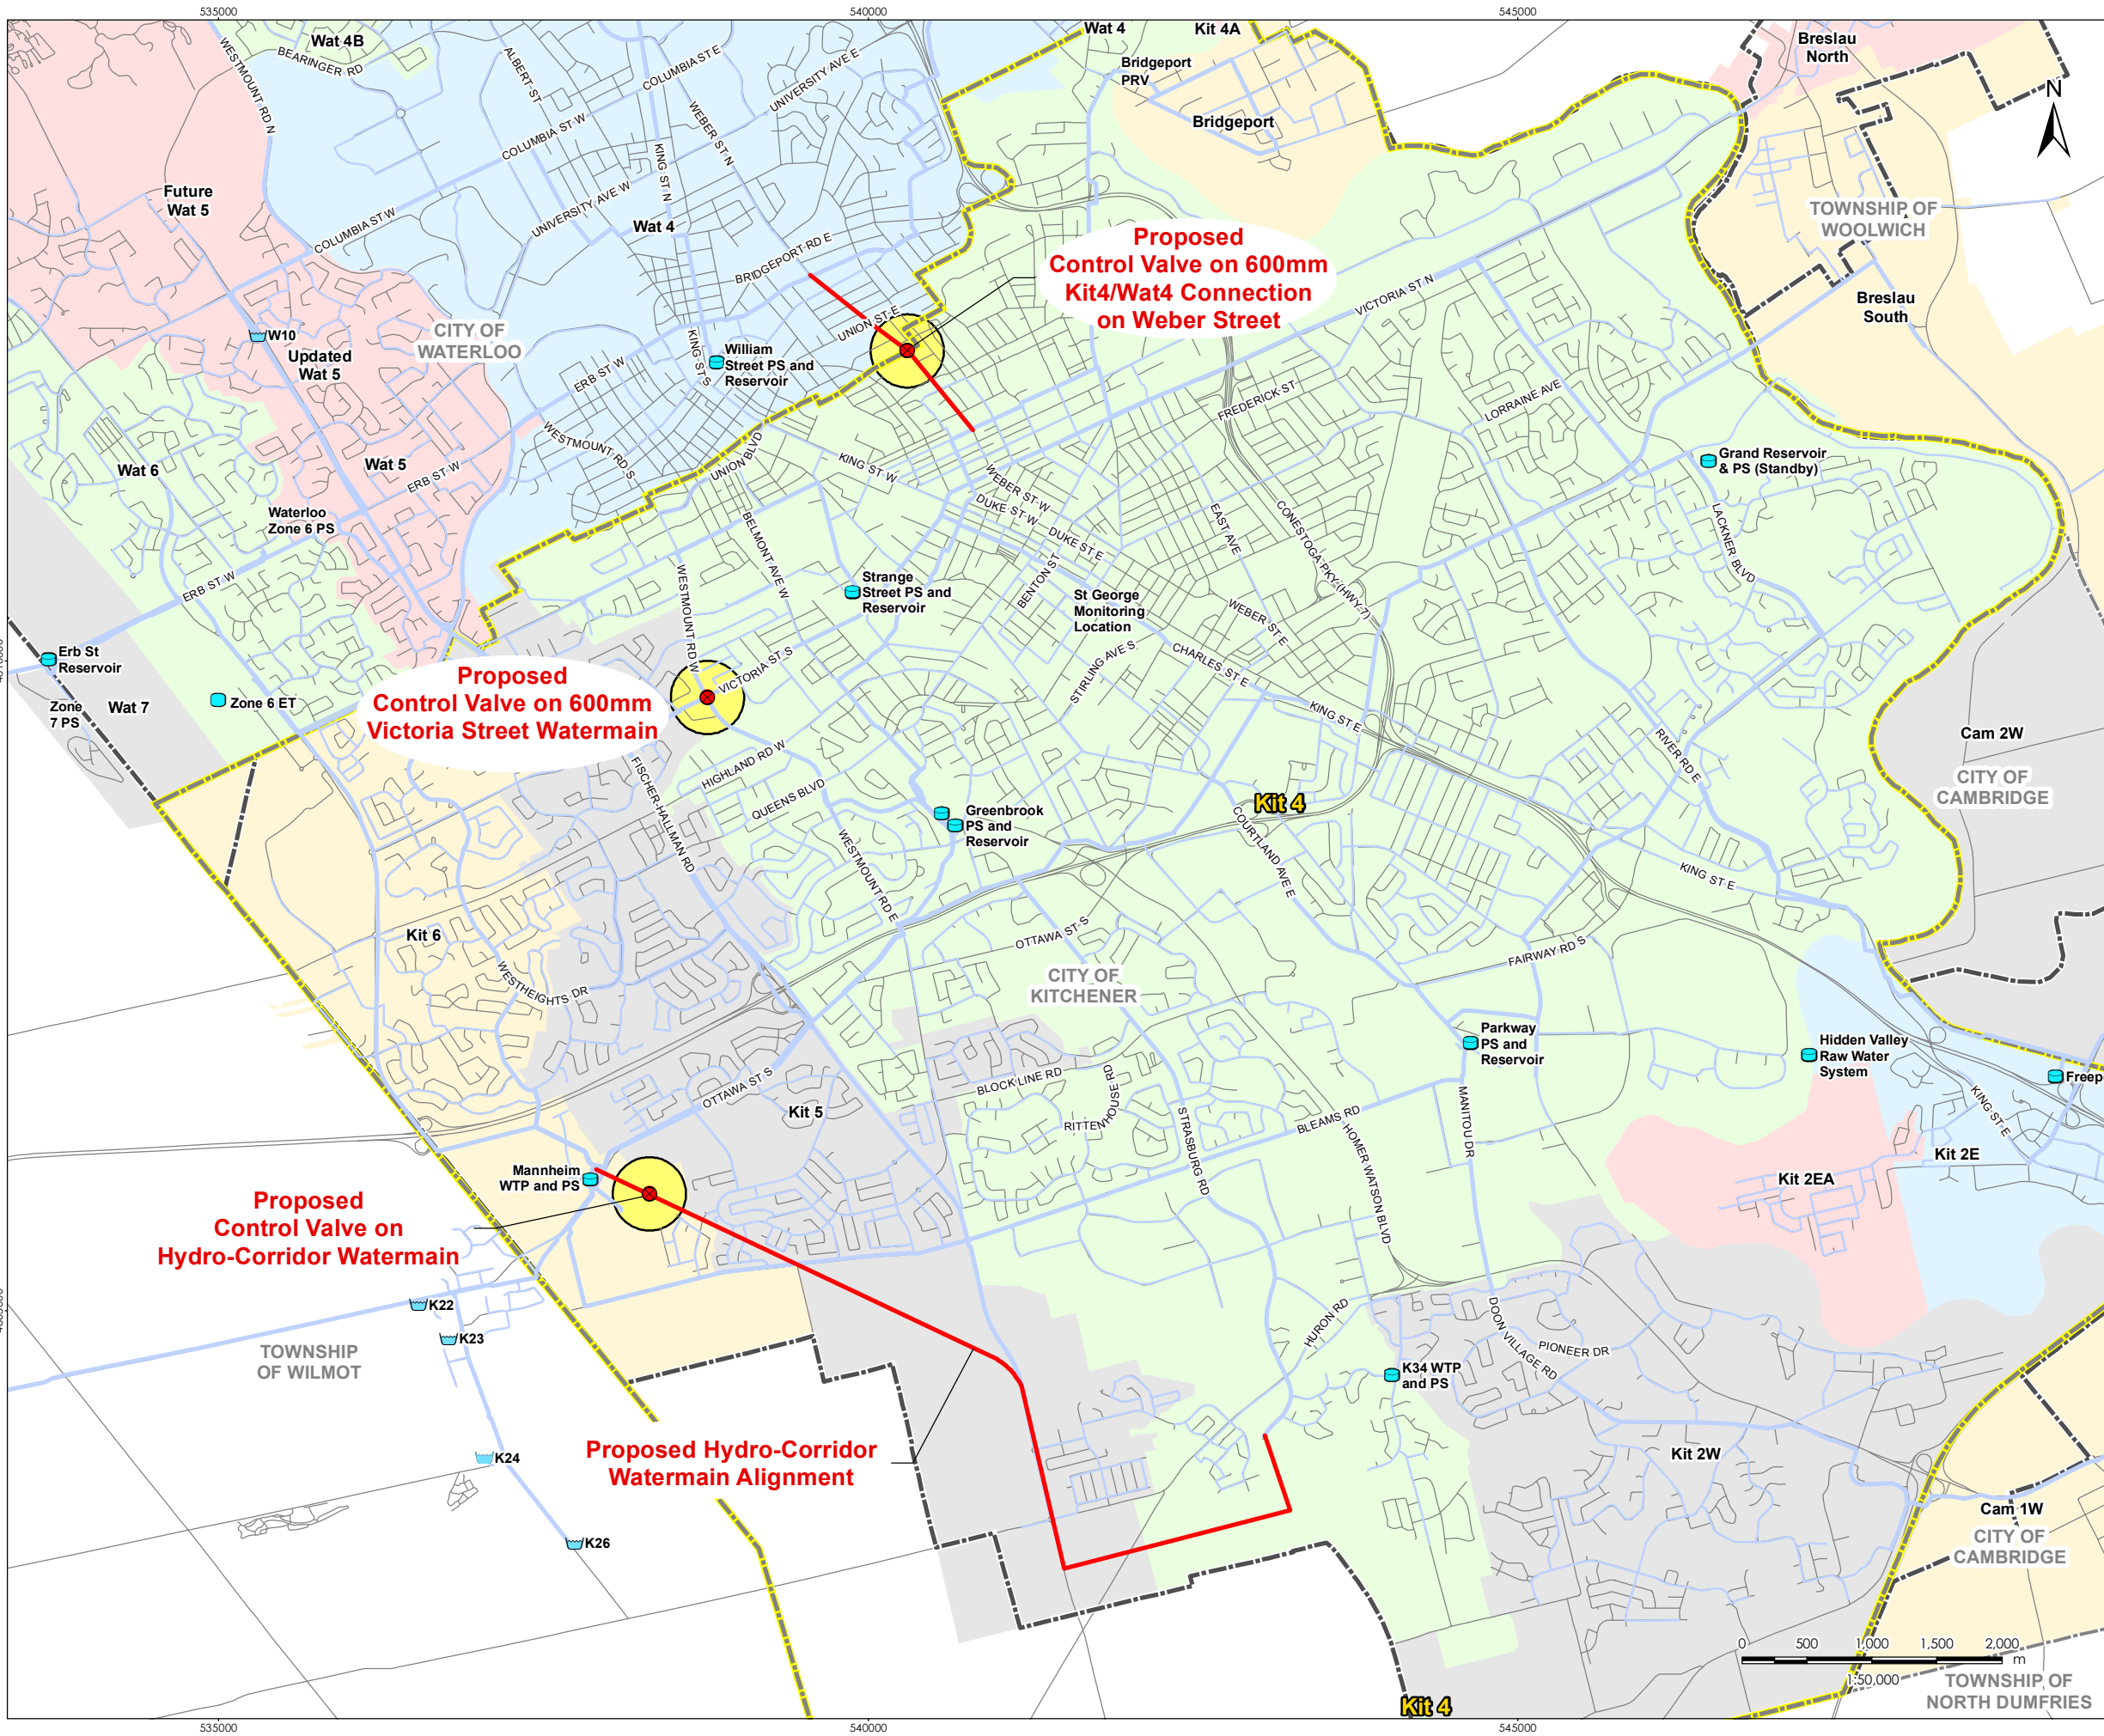 535000
540000
545000
Wat 4B
BEARINGER RD
WESTMOUNT RD N
ALBERT ST
COLUMBIA ST E
UNIVERSITY AVE E
WEBER ST N
COLUMBIA ST W
KING ST N
Wat 4
Kit 4A
Bridgeport
PRV
Bridgeport
Breslau
North
N
Future
Wat 5
COLUMBIA ST W
UNIVERSITY AVE W
Wat 4
BRIDGEPORT RD E
TOWNSHIP OF
WOOLWICH
Proposed
Control Valve on 600mm
Kit4/Wat4 Connection
on Weber Street
VICTORIA ST N
Breslau
South
W10
Updated
Wat 5
CITY OF
WATERLOO
UNION ST E
KING ST S
William
Street PS and
Reservoir
ERB ST W
FREDERICK ST
LORRAINE AVE
WESTMOUNT RD S
UNION BLVD
KING ST W
Wat 6
Wat 5
ERB ST W
Grand Reservoir
& PS (Standby)
Waterloo
Zone 6 PS
WEBER ST W
DUKE ST W
DUKE ST E
EAST AVE
CONESTOGA PKY (HWY-7)
LACKNER BLVD
BELMONT AVE W
WESTMOUNT RD W
ERB ST W
Strange
Street PS and
Reservoir
BENTON ST
St George
Monitoring
Location
WEBER ST E
Erb St
Reservoir
VICTORIA ST S
STIRLING AVE S
CHARLES ST E
KING ST E
Zone
7 PS
Wat 7
Zone 6 ET
Proposed
Control Valve on 600mm
Victoria Street Watermain
RIVER RD E
Cam 2W
CITY OF
CAMBRIDGE
FISCHER-HALLMAN RD
HIGHLAND RD W
QUEENS BLVD
Greenbrook
PS and
Reservoir
Kit 4
COURTLAND AVE E
WESTMOUNT RD E
KING ST E
Kit 6
OTTAWA ST S
FAIRWAY RD S
WESTHEIGHTS DR
CITY OF
KITCHENER
Parkway
PS and
Reservoir
Hidden Valley
Raw Water
System
Freep
OTTAWA ST S
BLOCK LINE RD
RITTENHOUSE RD
Kit 5
STRASBURG RD
BLEAMS RD
HOMER WATSON BLVD
MANITOU DR
KING ST E
Kit 2E
Kit 2EA
Mannheim
WTP and PS
Proposed
Control Valve on
Hydro-Corridor Watermain
K22
K23
HURON RD
DOON VILLAGE RD
PIONEER DR
TOWNSHIP
OF WILMOT
K34 WTP
and PS
Proposed Hydro-Corridor
Watermain Alignment
K24
Kit 2W
K26
Cam 1W
CITY OF
CAMBRIDGE
0 500 1,000 1,500 2,000
m
1:50,000
TOWNSHIP OF
NORTH DUMFRIES
Kit 4
535000
540000
545000